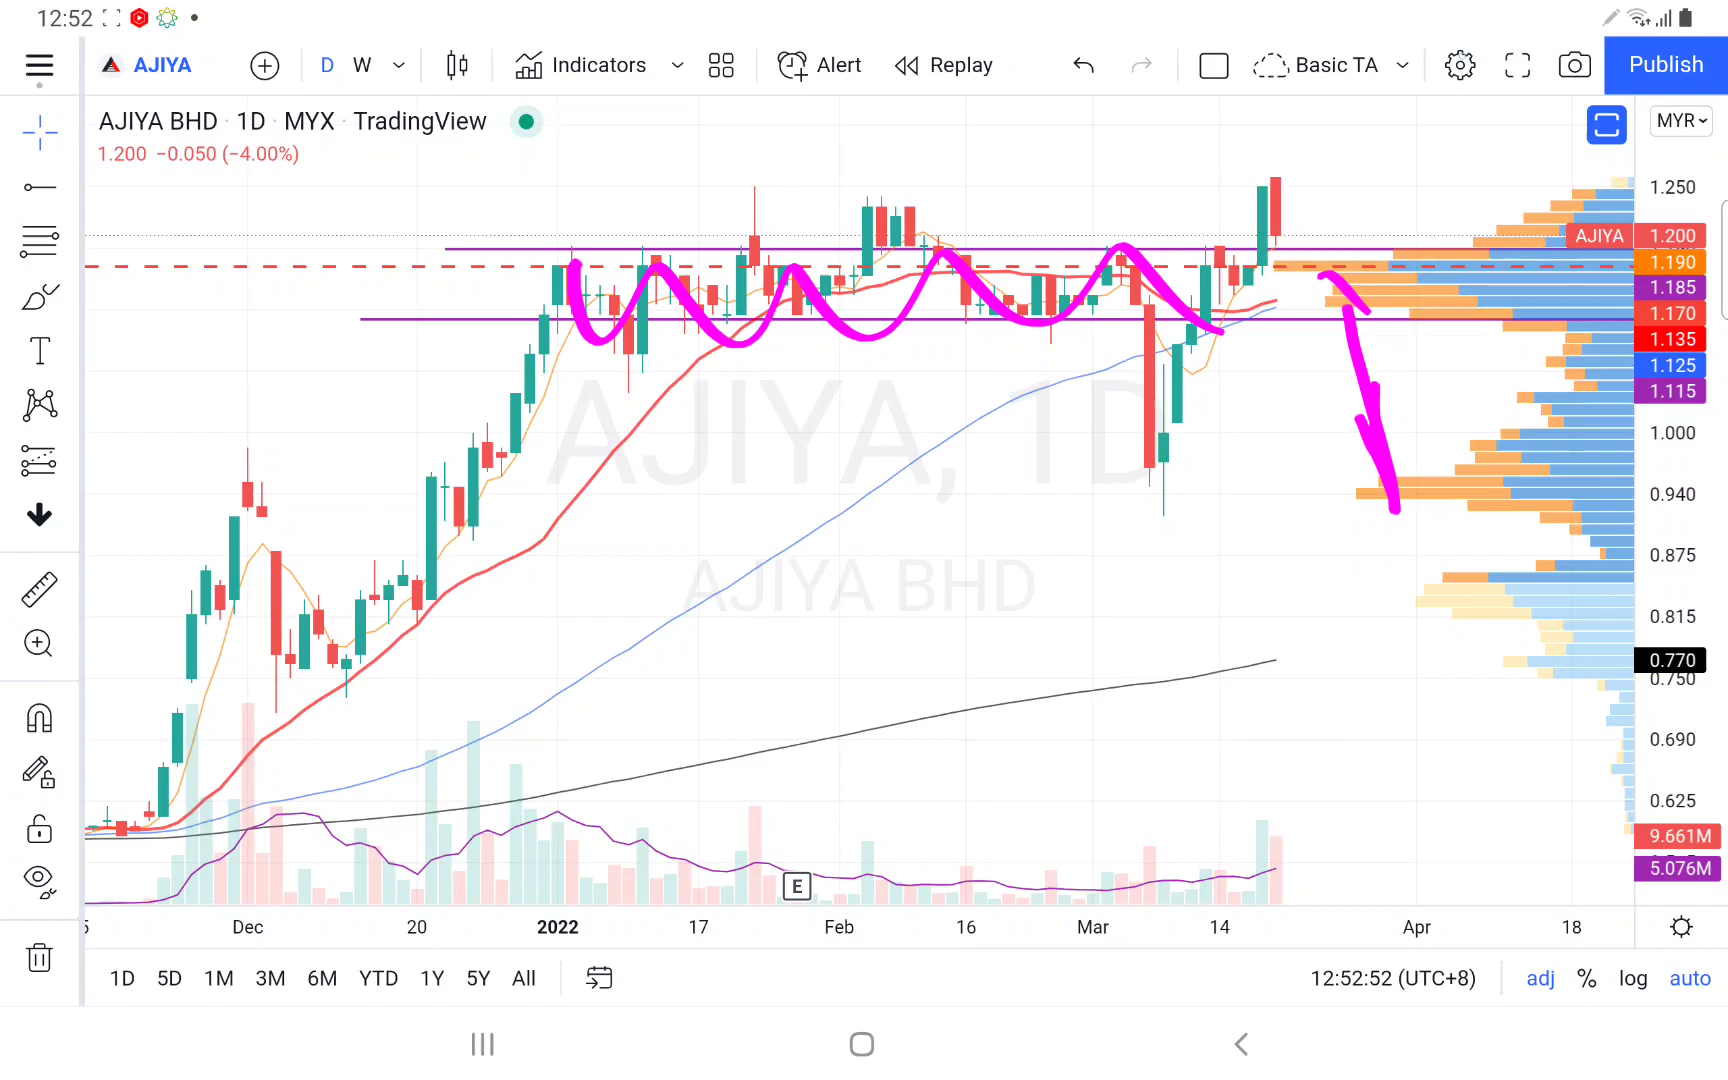 12:52
AJIYA D W Indicators Alert Replay Basic TA Publish
AJIYA BHD · 1D · MYX · TradingView
MYR
1.200 −0.050 (−4.00%)
1.250
AJIYA 1.200
1.190
1.185
1.170
1.135
1.125
1.115
AJIYA, 1D
1.000
0.940
0.875
AJIYA BHD
0.815
0.770
0.750
0.690
0.625
9.661M
5.076M
E
Dec 20 2022 17 Feb 16 Mar 14 Apr 18
1D 5D 1M 3M 6M YTD 1Y 5Y All 12:52:52 (UTC+8) adj % log auto